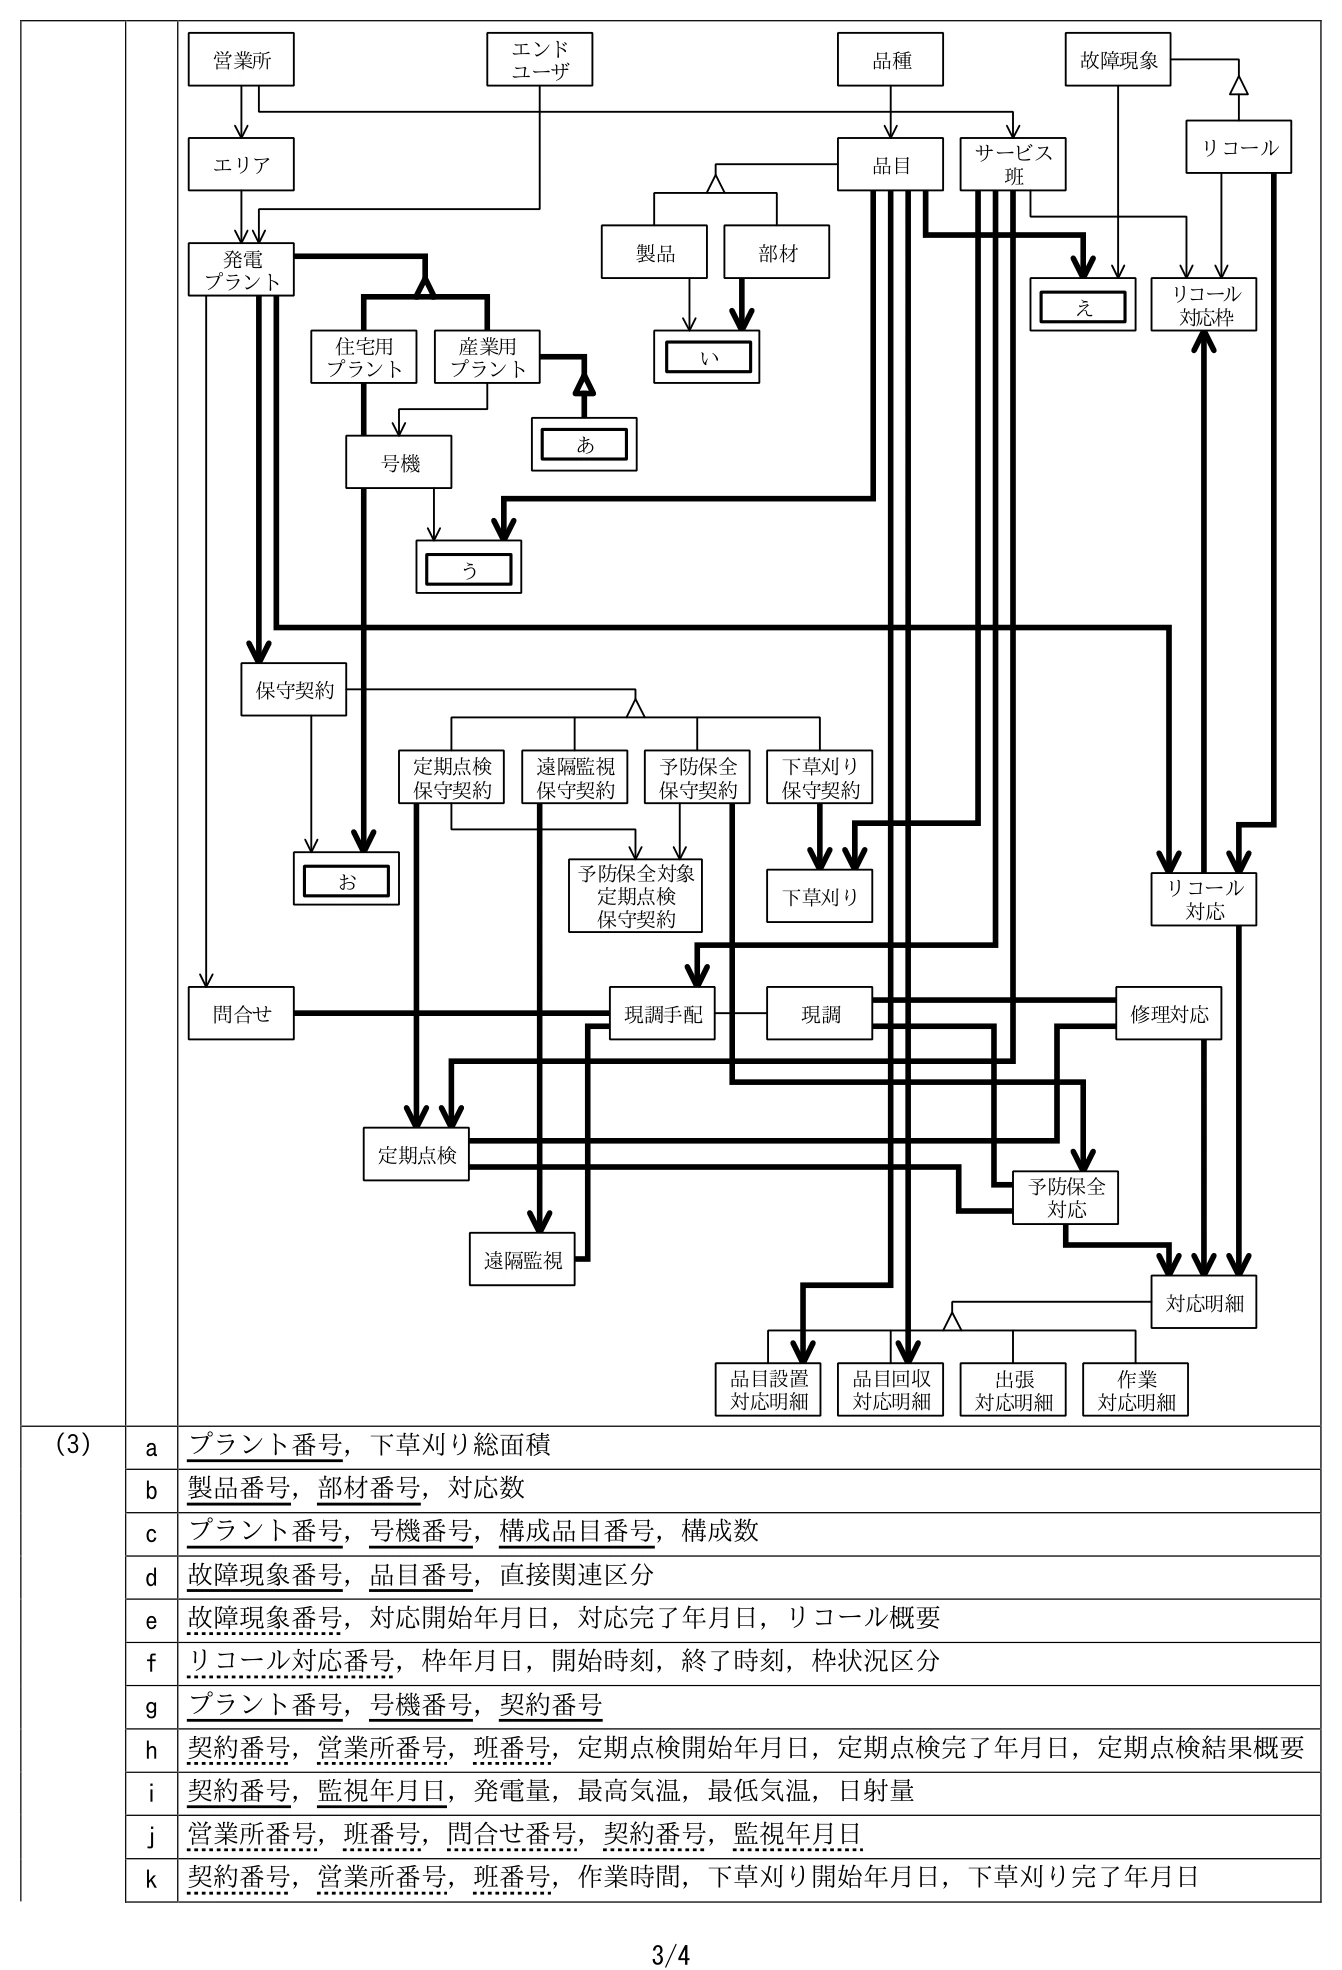 営業所
エンド
ユーザ
品種
故障現象
リコール
エリア
品目
サービス
班
発電
プラント
製品
部材
え
リコール
対応枠
住宅用
プラント
産業用
プラント
い
あ
号機
う
保守契約
定期点検
保守契約
遠隔監視
保守契約
予防保全
保守契約
下草刈り
保守契約
お
予防保全対象
定期点検
保守契約
下草刈り
リコール
対応
問合せ
現調手配
現調
修理対応
定期点検
予防保全
対応
遠隔監視
対応明細
品目設置
対応明細
品目回収
対応明細
出張
対応明細
作業
対応明細
(3)
a プラント番号，下草刈り総面積
b 製品番号，部材番号，対応数
c プラント番号，号機番号，構成品目番号，構成数
d 故障現象番号，品目番号，直接関連区分
e 故障現象番号，対応開始年月日，対応完了年月日，リコール概要
f リコール対応番号，枠年月日，開始時刻，終了時刻，枠状況区分
g プラント番号，号機番号，契約番号
h 契約番号，営業所番号，班番号，定期点検開始年月日，定期点検完了年月日，定期点検結果概要
i 契約番号，監視年月日，発電量，最高気温，最低気温，日射量
j 営業所番号，班番号，問合せ番号，契約番号，監視年月日
k 契約番号，営業所番号，班番号，作業時間，下草刈り開始年月日，下草刈り完了年月日
3/4